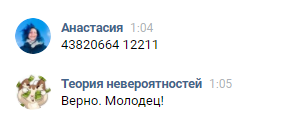 Анастасия 1:04
43820664 12211
Теория невероятностей 1:05
Верно. Молодец!